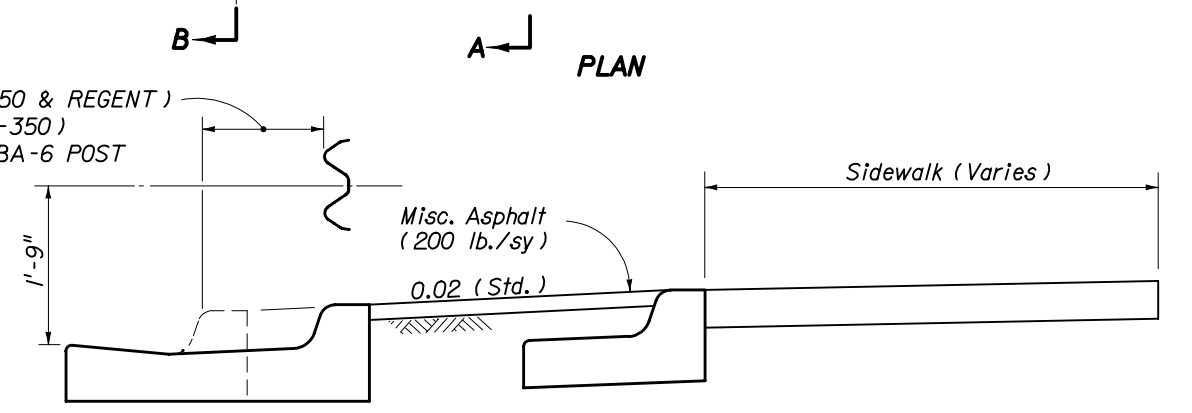 B
A
PLAN
50 & REGENT)
-350)
BA-6 POST
Sidewalk (Varies)
Misc. Asphalt
(200 lb./sy)
1'-9"
0.02 (Std.)